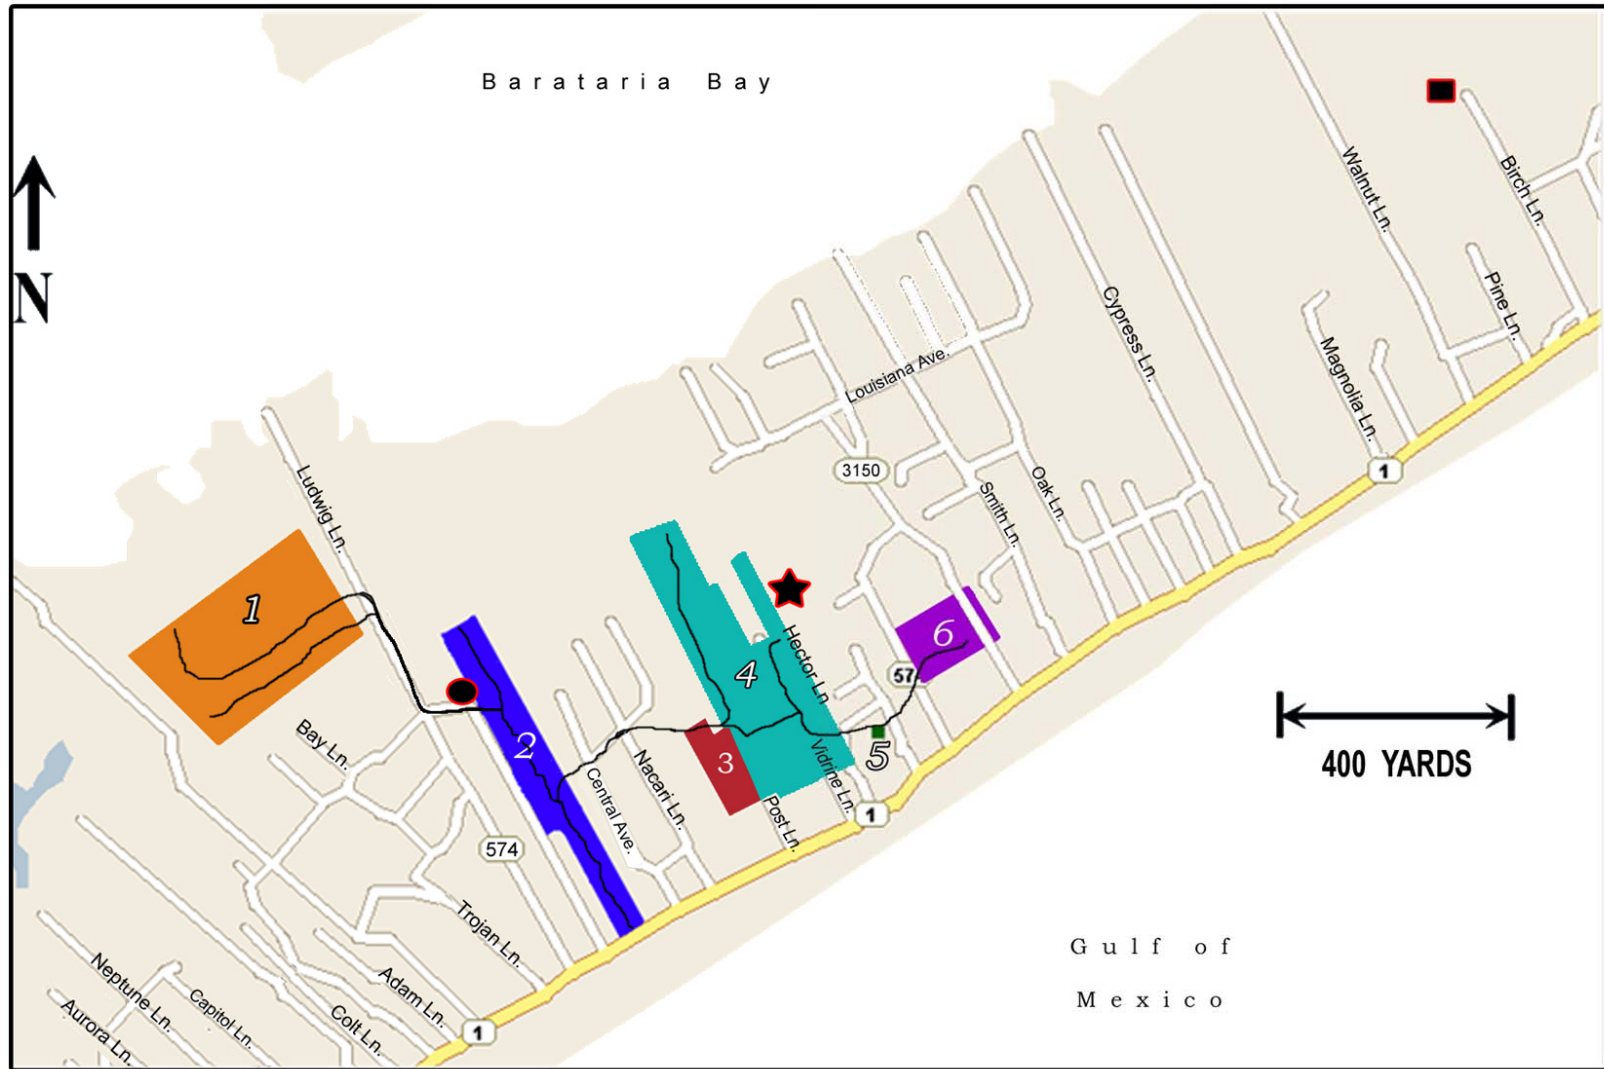 Barataria Bay
N
Walnut Ln.
Birch Ln.
Pine Ln.
Magnolia Ln.
Cypress Ln.
Louisiana Ave.
3150
1
Oak Ln.
Smith Ln.
Ludwig Ln.
1
2
3
4
5
6
Hector Ln.
57
Bay Ln.
Nacari Ln.
Central Ave.
Vidrine Ln.
Post Ln.
1
400 YARDS
574
Trojan Ln.
Adam Ln.
Neptune Ln.
Capitol Ln.
Aurora Ln.
Colt Ln.
1
Gulf of
Mexico